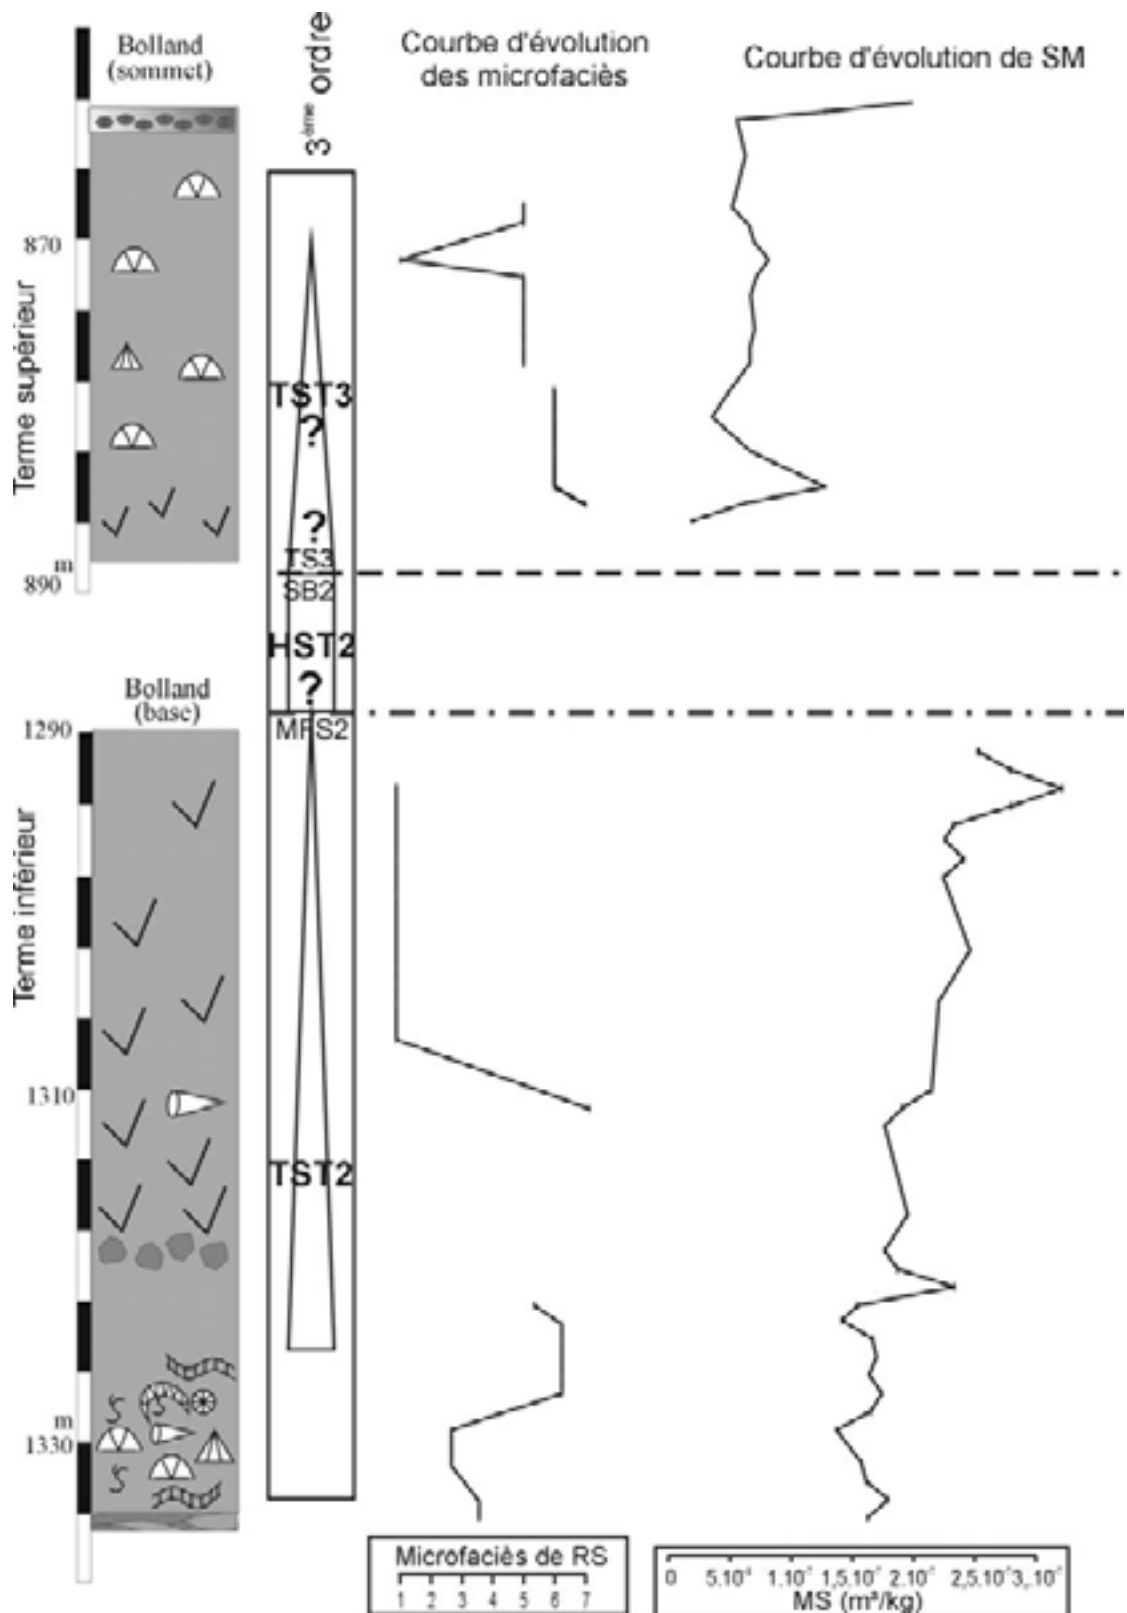 Bolland
(sommet)
3ème ordre
Courbe d'évolution
des microfaciès
Courbe d'évolution de SM
Terme supérieur
870
TST3
?
?
TS3
m
890
SB2
HST2
?
Bolland
(base)
1290
MFS2
Terme inférieur
1310
TST2
m
1330
Microfaciès de RS
1 2 3 4 5 6 7
0
MS (m³/kg)